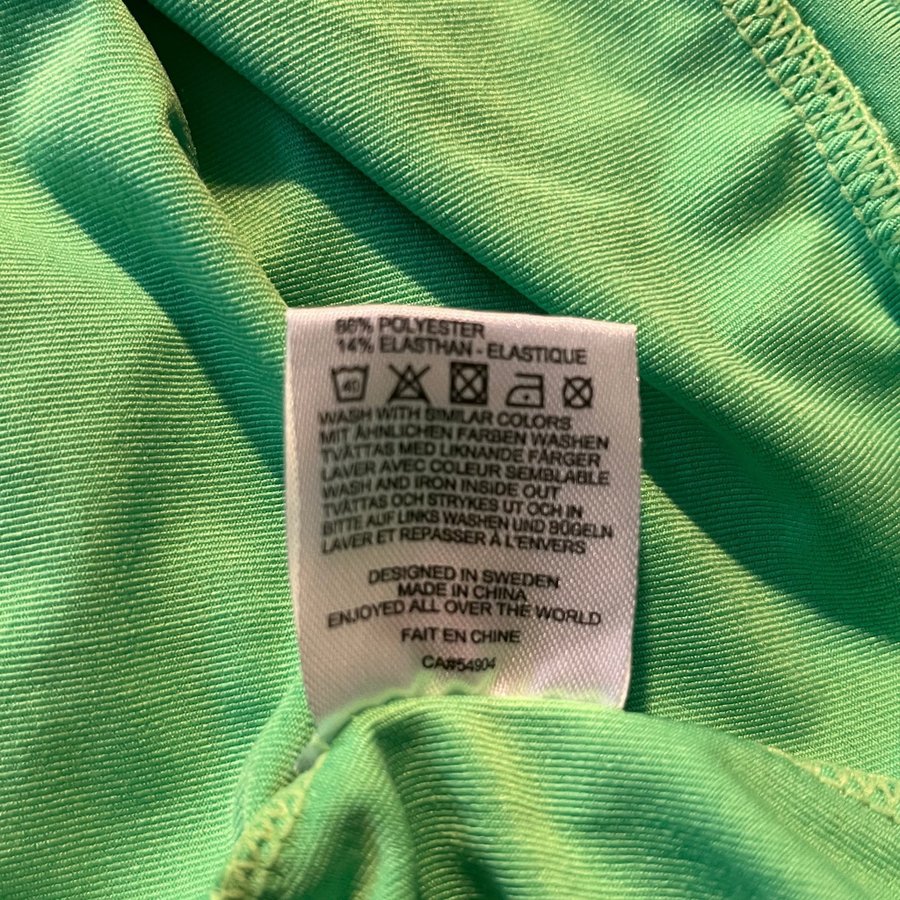 86% POLYESTER
14% ELASTHAN - ELASTIQUE
40
WASH WITH SIMILAR COLORS
MIT ÄHNLICHEN FARBEN WASHEN
TVÄTTAS MED LIKNANDE FÄRGER
LAVER AVEC COULEUR SEMBLABLE
WASH AND IRON INSIDE OUT
TVÄTTAS OCH STRYKES UT OCH IN
BITTE AUF LINKS WASHEN UND BÜGELN
LAVER ET REPASSER À L'ENVERS
DESIGNED IN SWEDEN
MADE IN CHINA
ENJOYED ALL OVER THE WORLD
FAIT EN CHINE
CA#54904